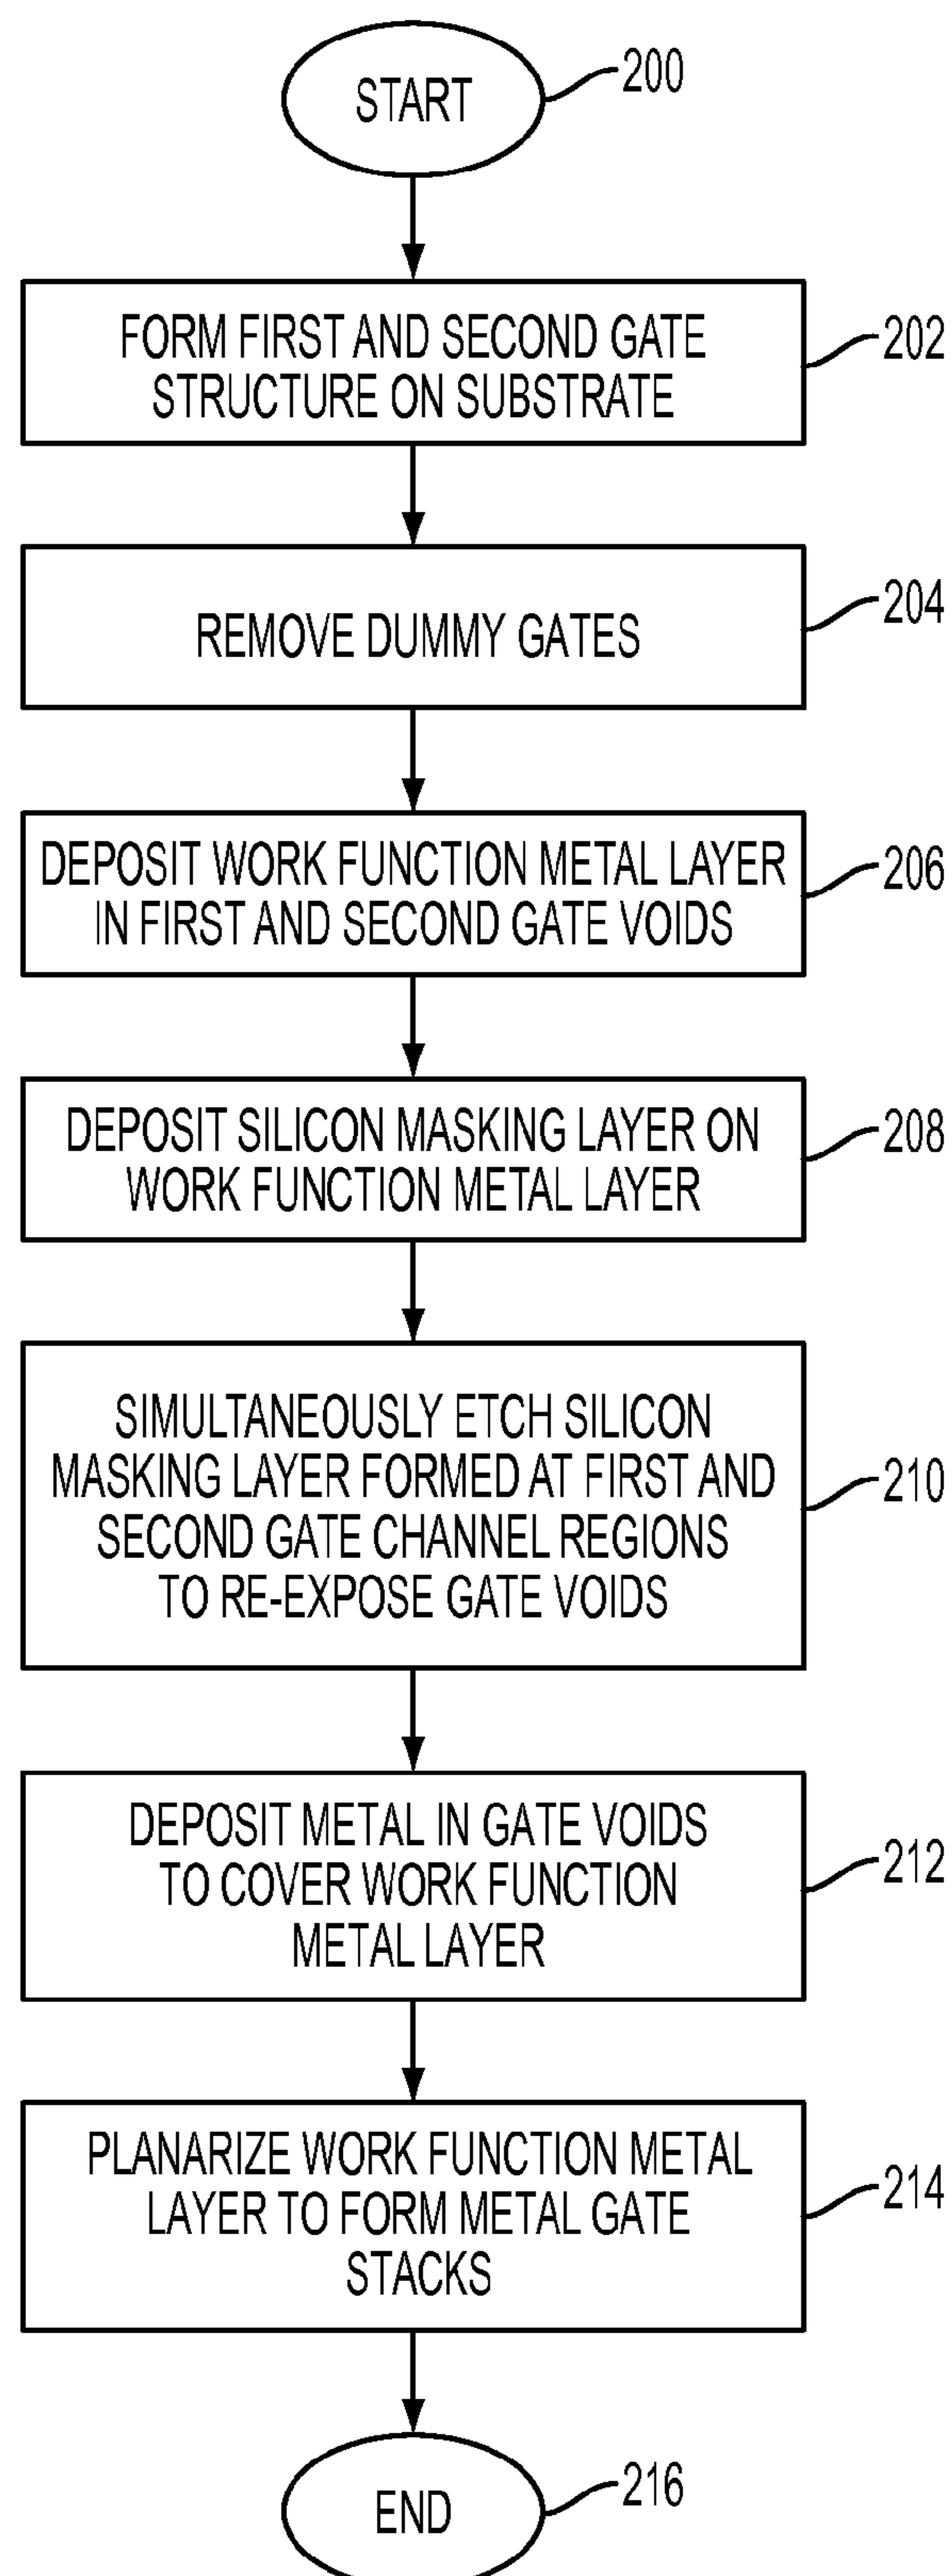 START
200
FORM FIRST AND SECOND GATE
STRUCTURE ON SUBSTRATE
202
REMOVE DUMMY GATES
204
DEPOSIT WORK FUNCTION METAL LAYER
IN FIRST AND SECOND GATE VOIDS
206
DEPOSIT SILICON MASKING LAYER ON
WORK FUNCTION METAL LAYER
208
SIMULTANEOUSLY ETCH SILICON
MASKING LAYER FORMED AT FIRST AND
SECOND GATE CHANNEL REGIONS
TO RE-EXPOSE GATE VOIDS
210
DEPOSIT METAL IN GATE VOIDS
TO COVER WORK FUNCTION
METAL LAYER
212
PLANARIZE WORK FUNCTION METAL
LAYER TO FORM METAL GATE
STACKS
214
END
216